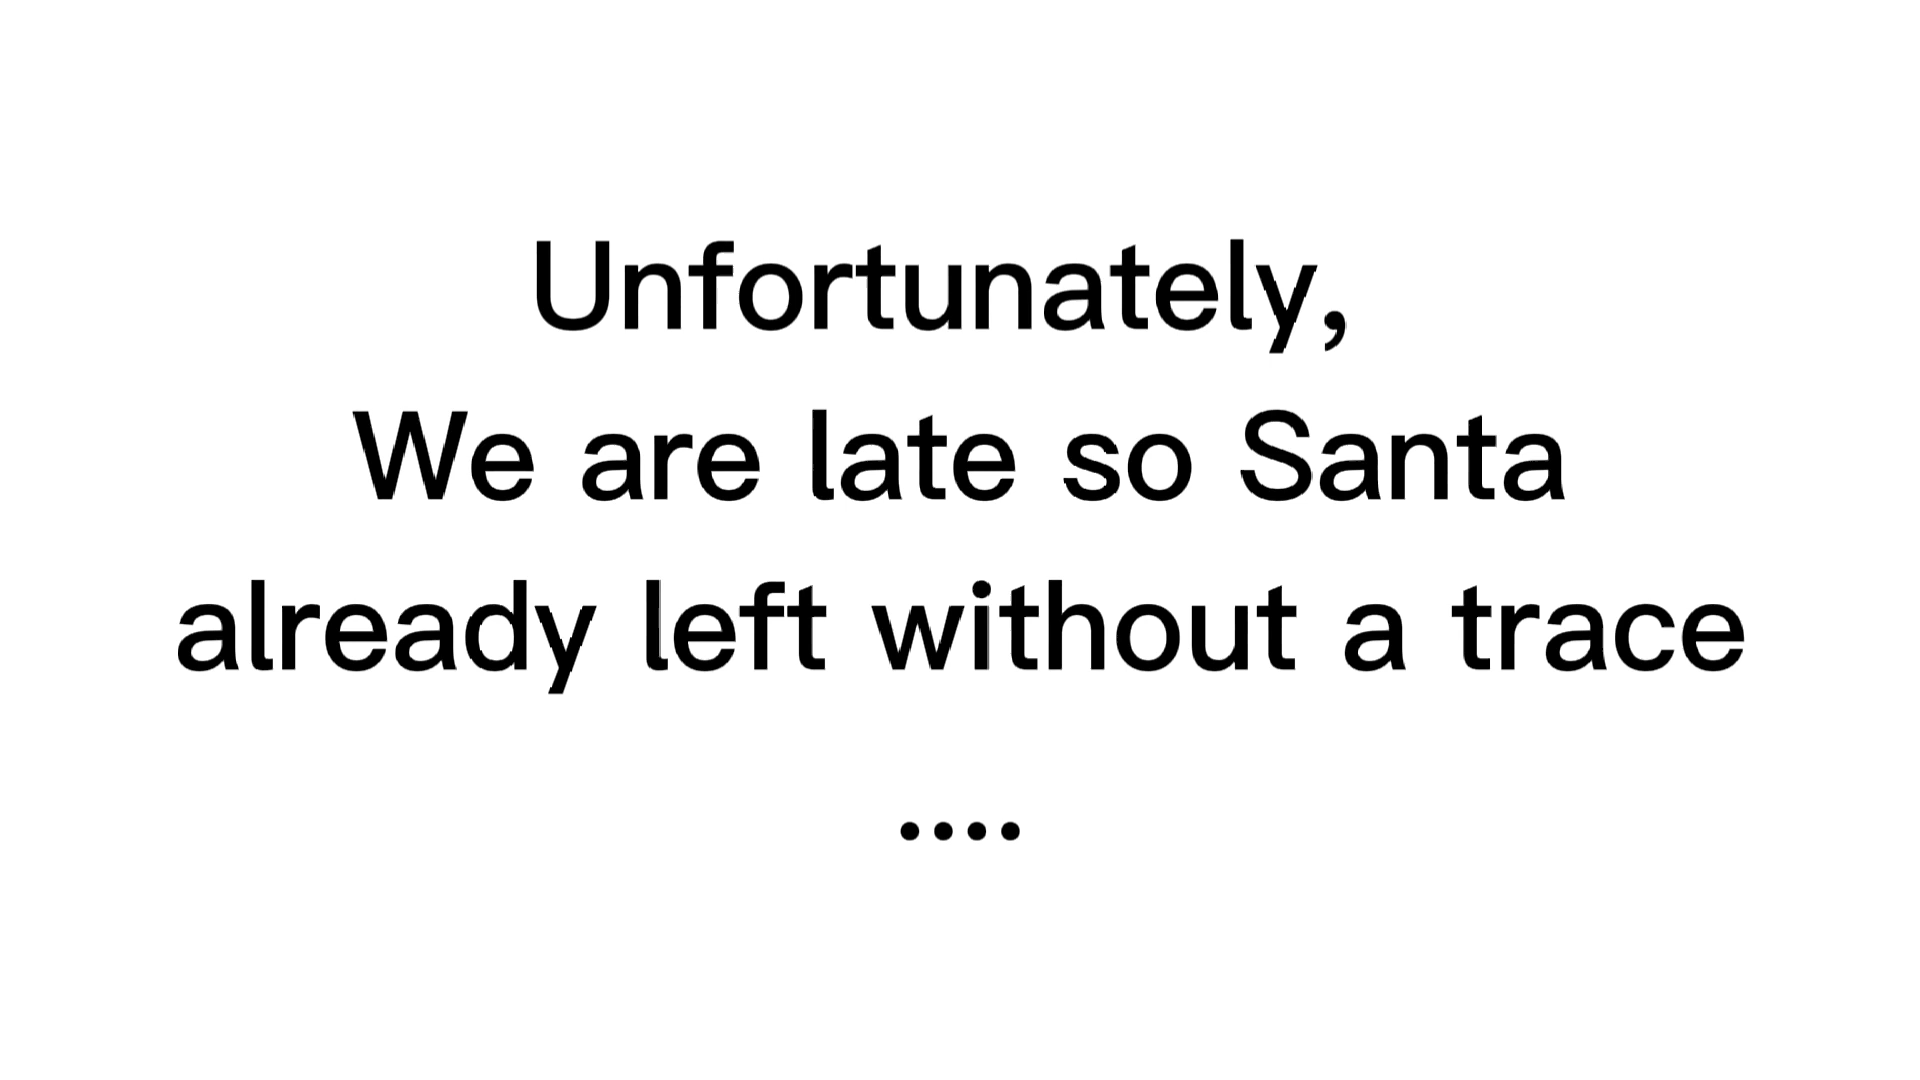 Unfortunately,
We are late so Santa
already left without a trace
....